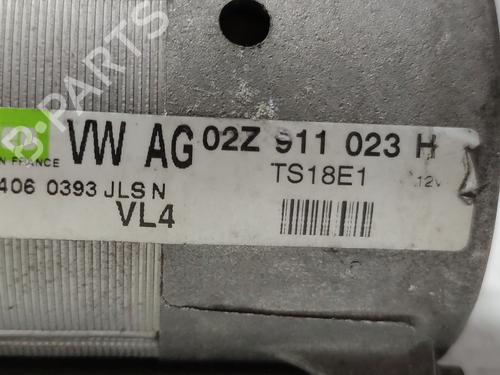 VW AG 02Z 911 023 H
N FRANCE
TS18E1 12V
406 0393 JLS N
VL4
B-PARTS